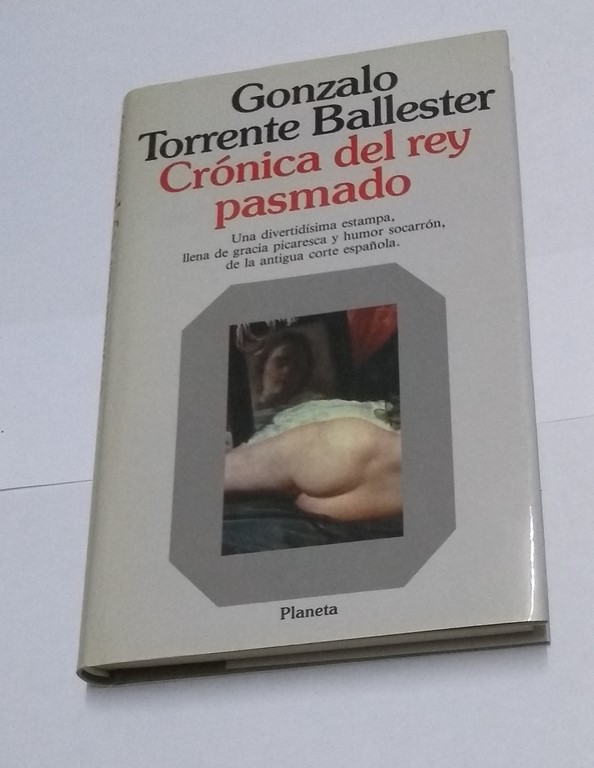 Gonzalo
Torrente Ballester
Crónica del rey
pasmado
Una divertidísima estampa,
llena de gracia picaresca y humor socarrón,
de la antigua corte española.
Planeta